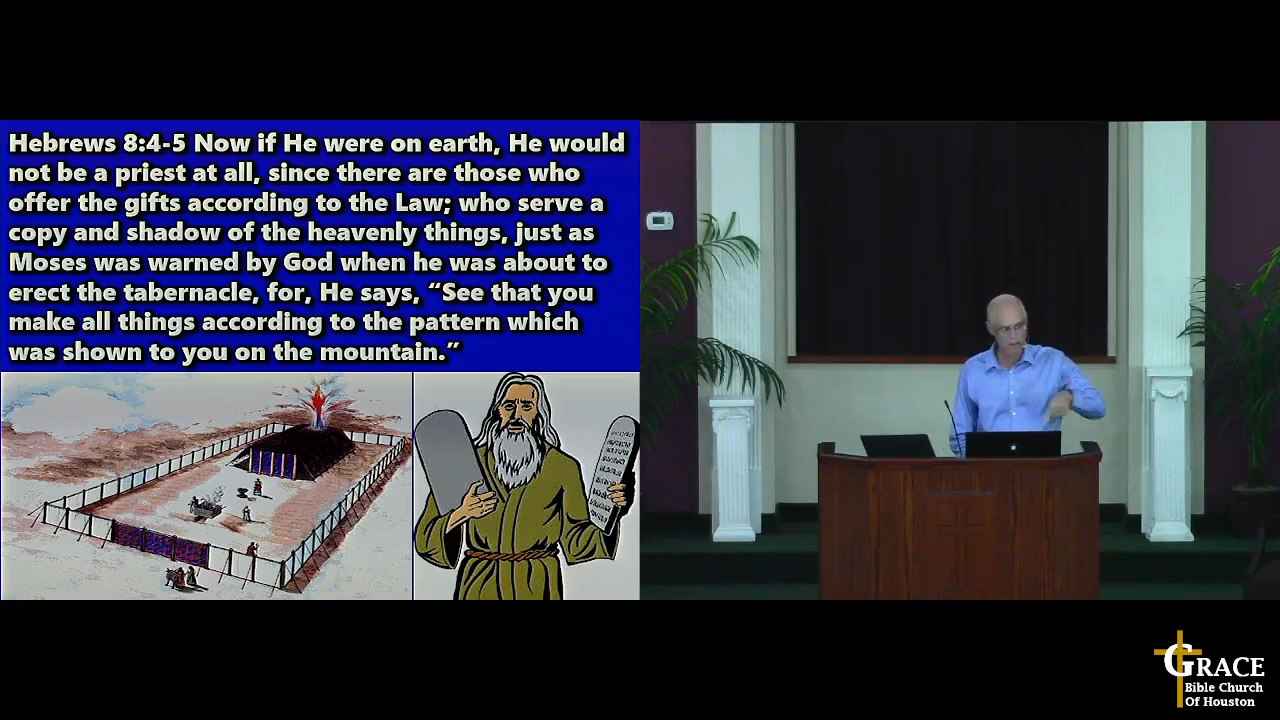 Hebrews 8:4-5 Now if He were on earth, He would
not be a priest at all, since there are those who
offer the gifts according to the Law; who serve a
copy and shadow of the heavenly things, just as
Moses was warned by God when he was about to
erect the tabernacle, for, He says, “See that you
make all things according to the pattern which
was shown to you on the mountain.”
GRACE
Bible Church
Of Houston